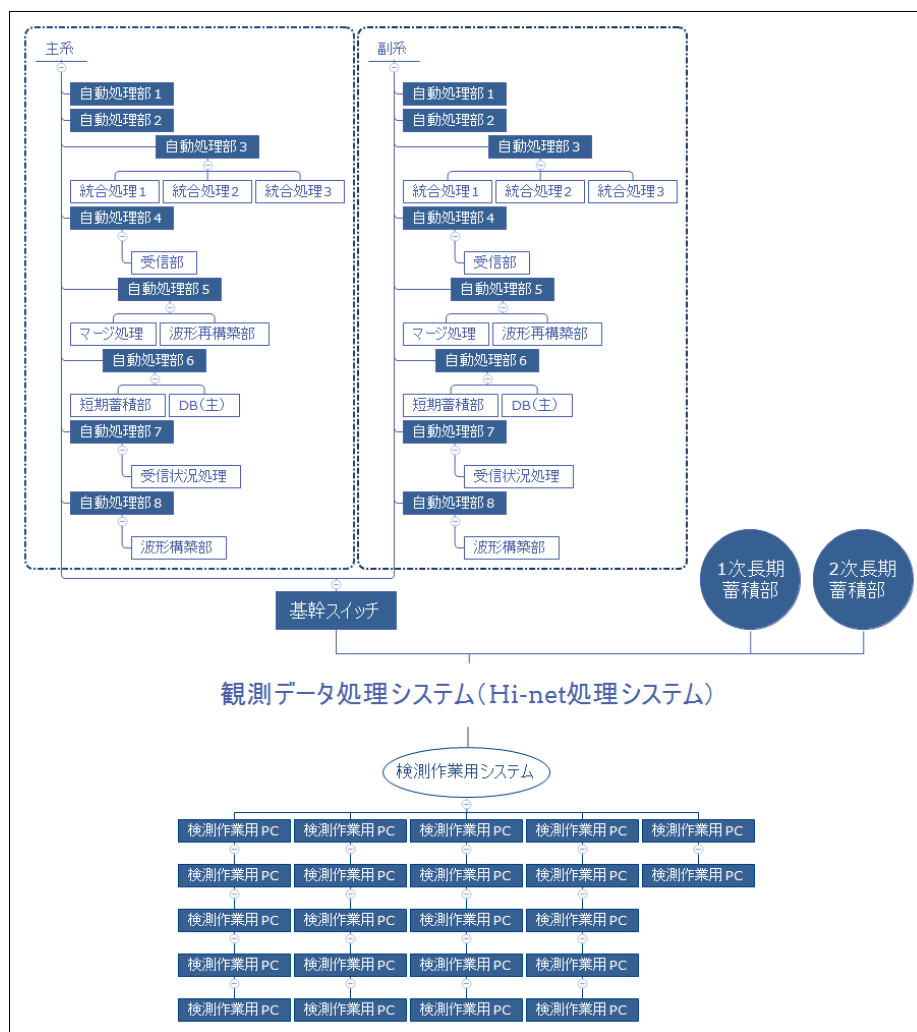 主系
自動処理部1
自動処理部2
自動処理部3
統合処理1 統合処理2 統合処理3
自動処理部4
受信部
自動処理部5
マージ処理 波形再構築部
自動処理部6
短期蓄積部 DB(主)
自動処理部7
受信状況処理
自動処理部8
波形構築部
副系
自動処理部1
自動処理部2
自動処理部3
統合処理1 統合処理2 統合処理3
自動処理部4
受信部
自動処理部5
マージ処理 波形再構築部
自動処理部6
短期蓄積部 DB(主)
自動処理部7
受信状況処理
自動処理部8
波形構築部
基幹スイッチ
1次長期
蓄積部
2次長期
蓄積部
観測データ処理システム(Hi-net処理システム)
検測作業用システム
検測作業用PC 検測作業用PC 検測作業用PC 検測作業用PC 検測作業用PC
検測作業用PC 検測作業用PC 検測作業用PC 検測作業用PC 検測作業用PC
検測作業用PC 検測作業用PC 検測作業用PC 検測作業用PC
検測作業用PC 検測作業用PC 検測作業用PC 検測作業用PC
検測作業用PC 検測作業用PC 検測作業用PC 検測作業用PC